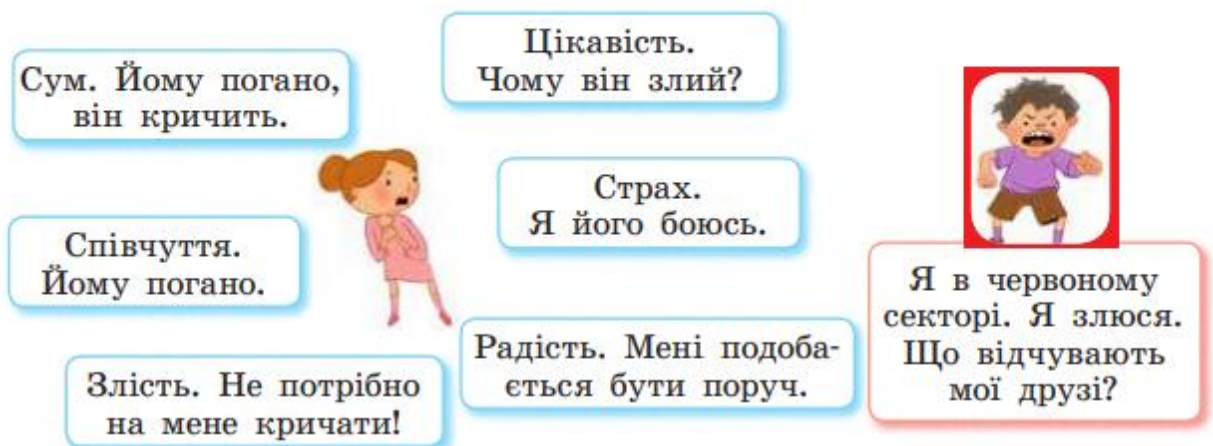 Сум. Йому погано,
він кричить.
Цікавість.
Чому він злий?
Співчуття.
Йому погано.
Страх.
Я його боюсь.
Злість. Не потрібно
на мене кричати!
Радість. Мені подоба-
ється бути поруч.
Я в червоному
секторі. Я злюся.
Що відчувають
мої друзі?